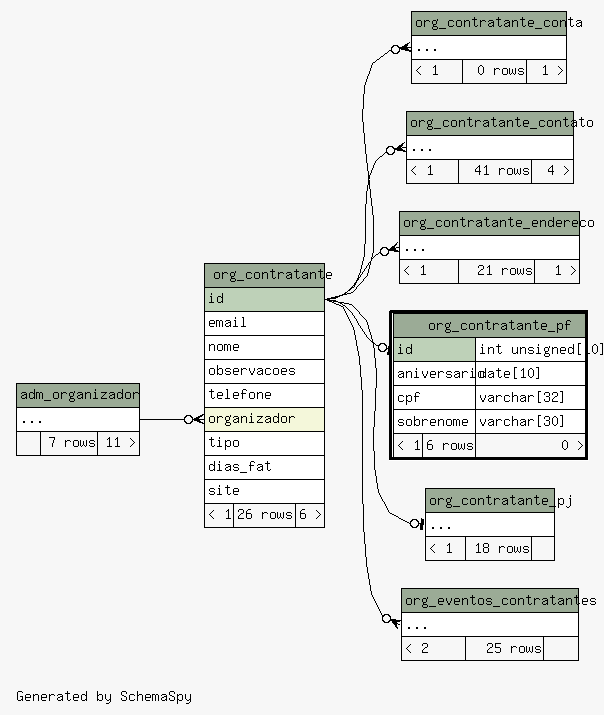 org_contratante_conta
...
< 1 0 rows 1 >
org_contratante_contato
...
< 1 41 rows 4 >
org_contratante_endereco
...
< 1 21 rows 1 >
org_contratante
id
email
nome
observacoes
telefone
organizador
tipo
dias_fat
site
< 1 26 rows 6 >
adm_organizador
...
7 rows 11 >
org_contratante_pf
id int unsigned[10]
aniversario date[10]
cpf varchar[32]
sobrenome varchar[30]
< 1 6 rows 0 >
org_contratante_pj
...
< 1 18 rows
org_eventos_contratantes
...
< 2 25 rows
Generated by SchemaSpy